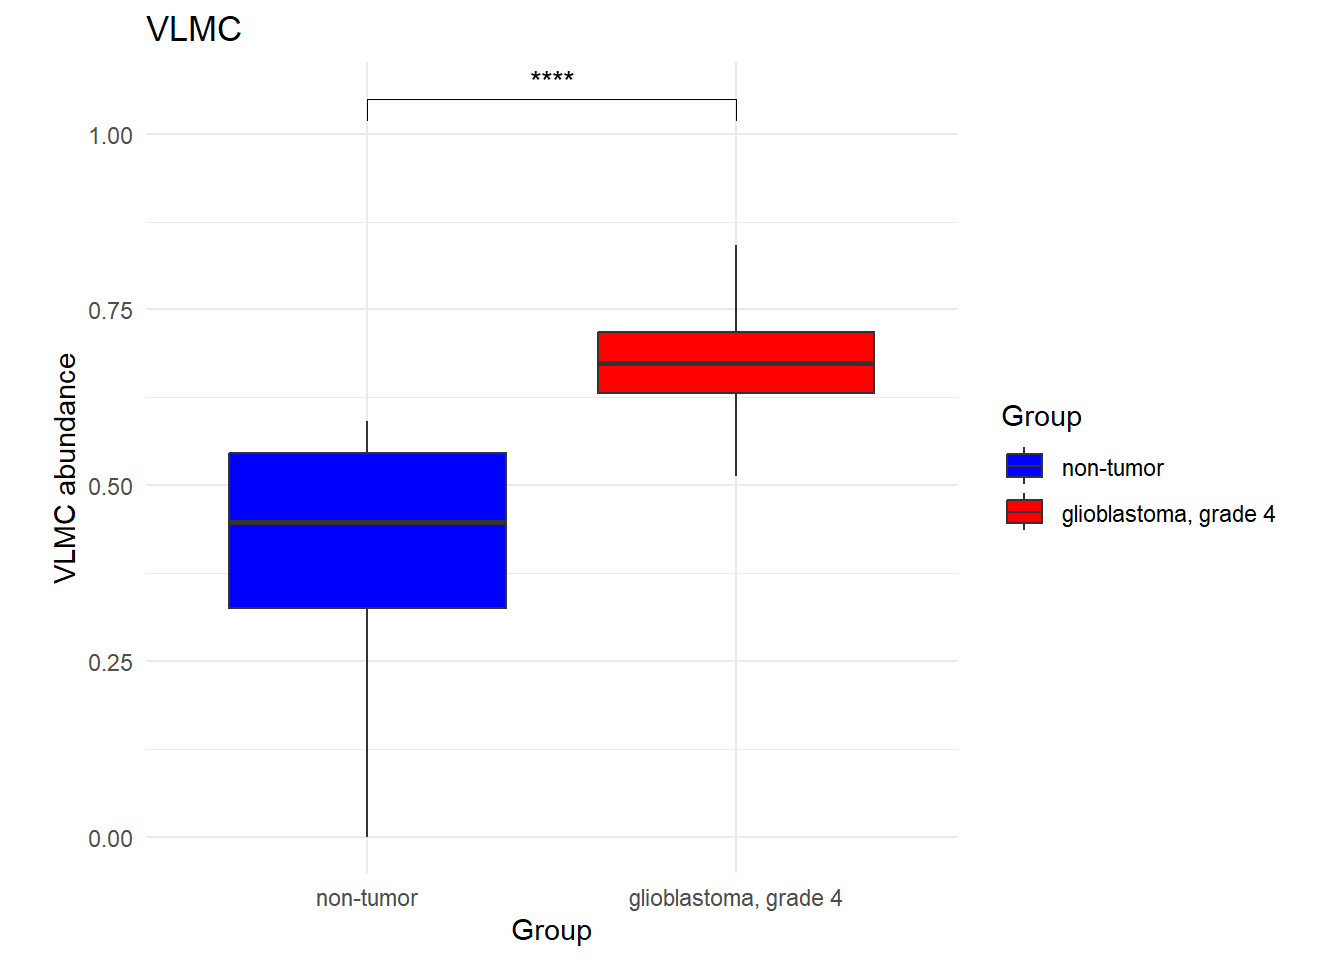 VLMC
****
1.00
0.75
0.50
0.25
0.00
VLMC abundance
non-tumor
glioblastoma, grade 4
Group
Group
non-tumor
glioblastoma, grade 4